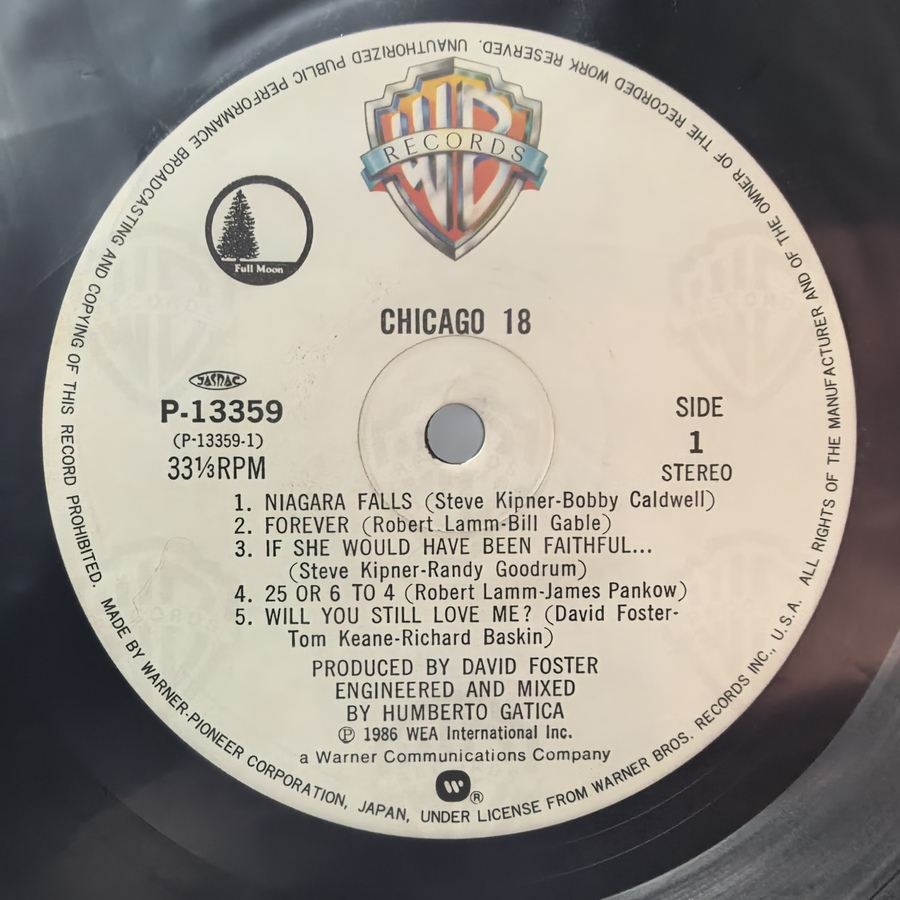 RECORDS
Full Moon
CHICAGO 18
JASRAC
P-13359
(P-13359-1)
33⅓RPM
SIDE
1
STEREO
1. NIAGARA FALLS (Steve Kipner-Bobby Caldwell)
2. FOREVER (Robert Lamm-Bill Gable)
3. IF SHE WOULD HAVE BEEN FAITHFUL...
(Steve Kipner-Randy Goodrum)
4. 25 OR 6 TO 4 (Robert Lamm-James Pankow)
5. WILL YOU STILL LOVE ME? (David Foster-
Tom Keane-Richard Baskin)
PRODUCED BY DAVID FOSTER
ENGINEERED AND MIXED
BY HUMBERTO GATICA
℗ 1986 WEA International Inc.
a Warner Communications Company
®
MADE BY WARNER-PIONEER CORPORATION, JAPAN, UNDER LICENSE FROM WARNER BROS. RECORDS INC., U.S.A. ALL RIGHTS OF THE MANUFACTURER AND OF THE OWNER OF THE RECORDED WORK RESERVED. UNAUTHORIZED PUBLIC PERFORMANCE BROADCASTING AND COPYING OF THIS RECORD PROHIBITED.